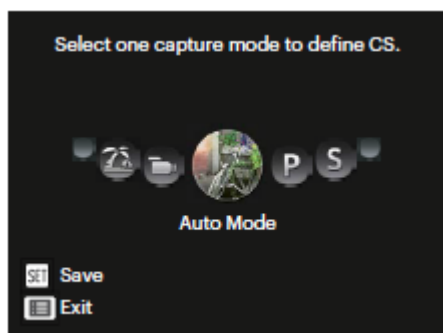 Select one capture mode to define CS.
P S
Auto Mode
SET Save
Exit